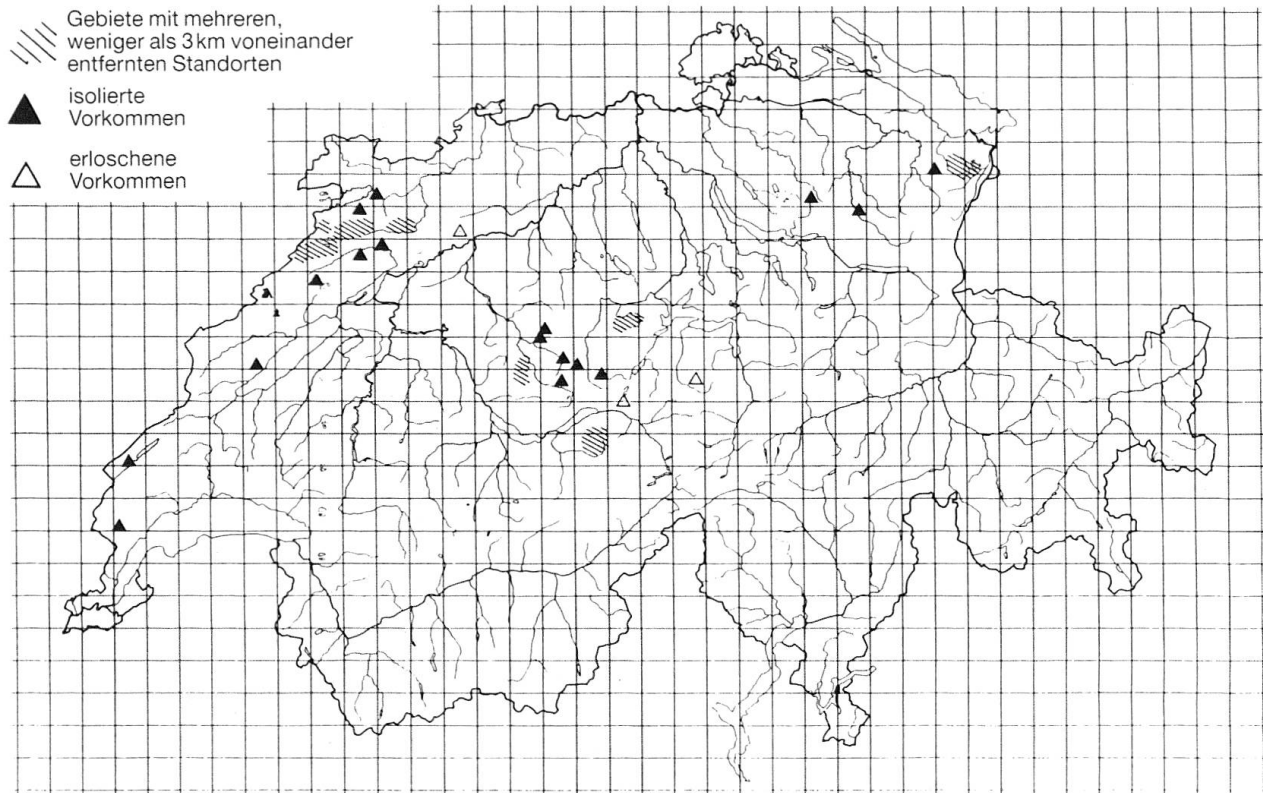 Gebiete mit mehreren,
weniger als 3 km voneinander
entfernten Standorten
isolierte
Vorkommen
erloschene
Vorkommen